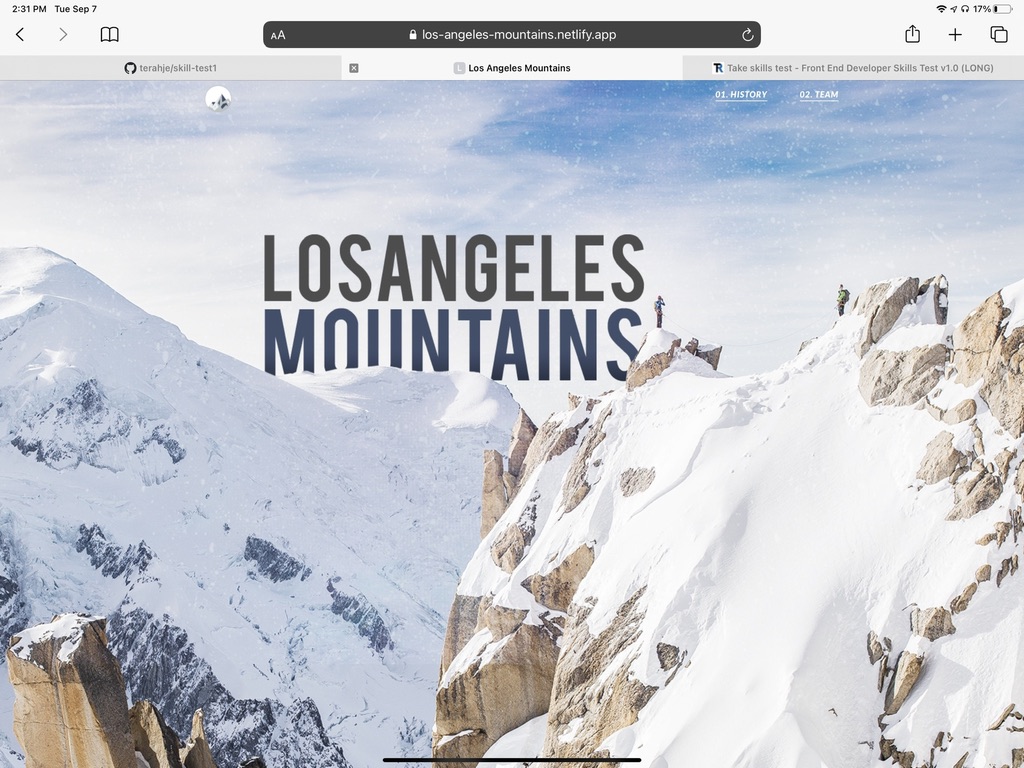 2:31 PM Tue Sep 7
17%
AA
los-angeles-mountains.netlify.app
terahje/skill-test1
L Los Angeles Mountains
TR Take skills test - Front End Developer Skills Test v1.0 (LONG)
01. HISTORY 02. TEAM
LOSANGELES
MOUNTAINS